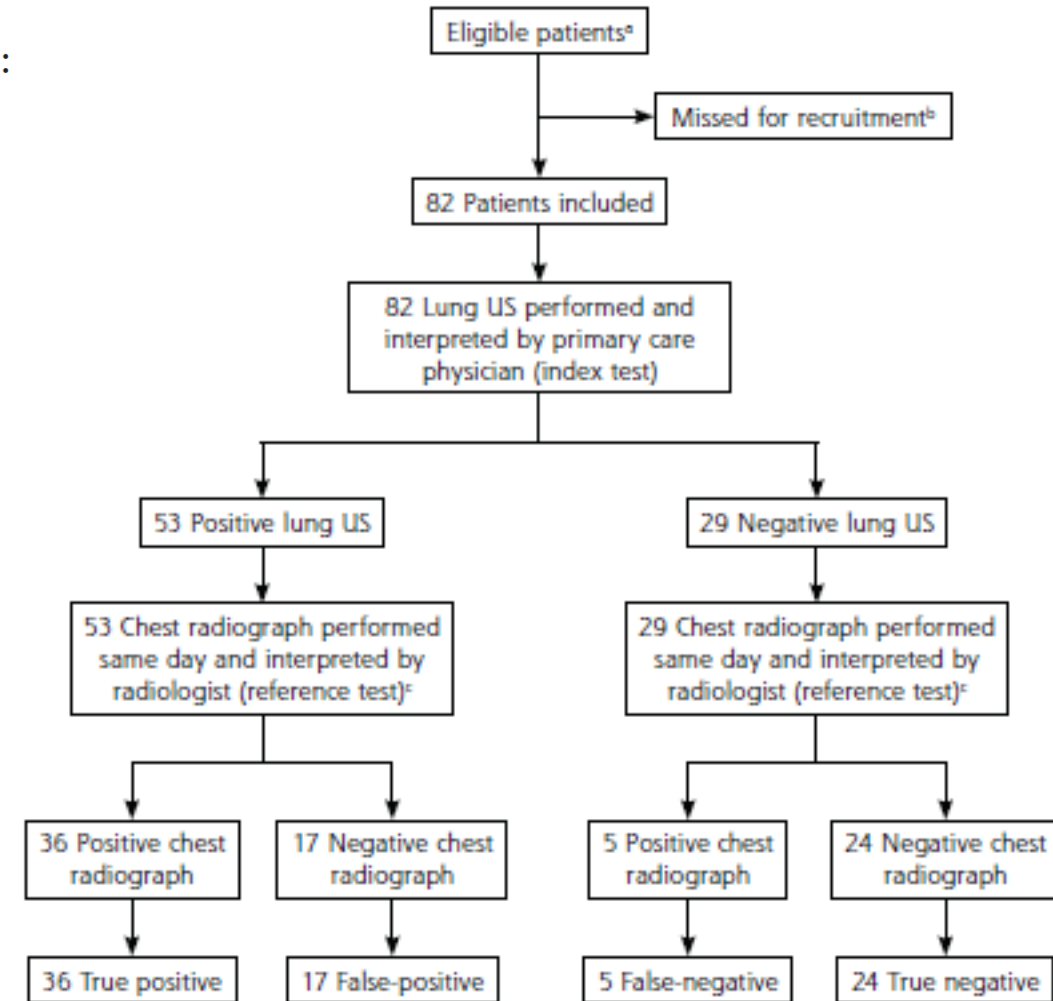 :
Eligible patientsᵃ
Missed for recruitmentᵇ
82 Patients included
82 Lung US performed and
interpreted by primary care
physician (index test)
53 Positive lung US
29 Negative lung US
53 Chest radiograph performed
same day and interpreted by
radiologist (reference test)ᶜ
29 Chest radiograph performed
same day and interpreted by
radiologist (reference test)ᶜ
36 Positive chest
radiograph
17 Negative chest
radiograph
5 Positive chest
radiograph
24 Negative chest
radiograph
36 True positive
17 False-positive
5 False-negative
24 True negative